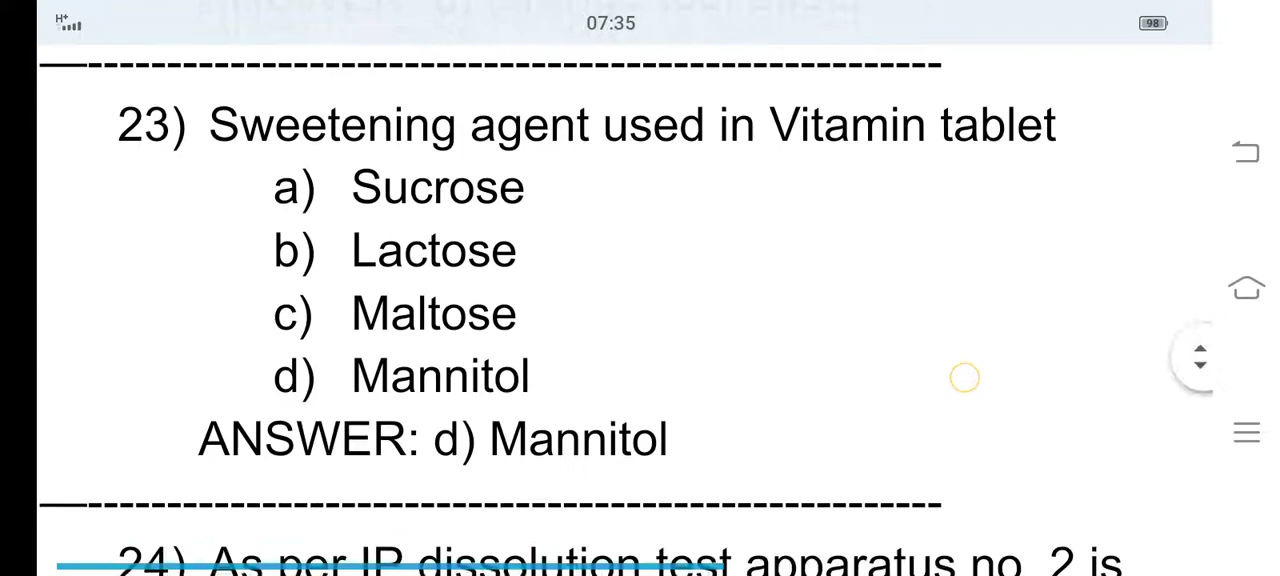 H+ 07:35 98
23) Sweetening agent used in Vitamin tablet
a) Sucrose
b) Lactose
c) Maltose
d) Mannitol
ANSWER: d) Mannitol
24) As per IP dissolution test apparatus no. 2 is